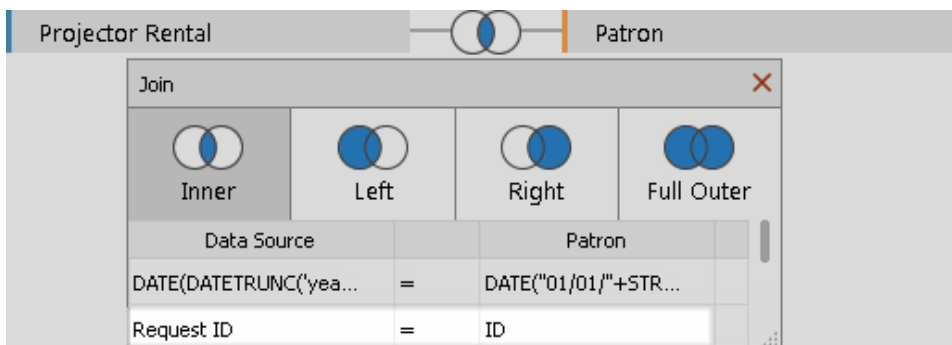 Projector Rental Patron
Join
Inner Left Right Full Outer
Data Source Patron
DATE(DATETRUNC('yea... = DATE("01/01/"+STR...
Request ID = ID